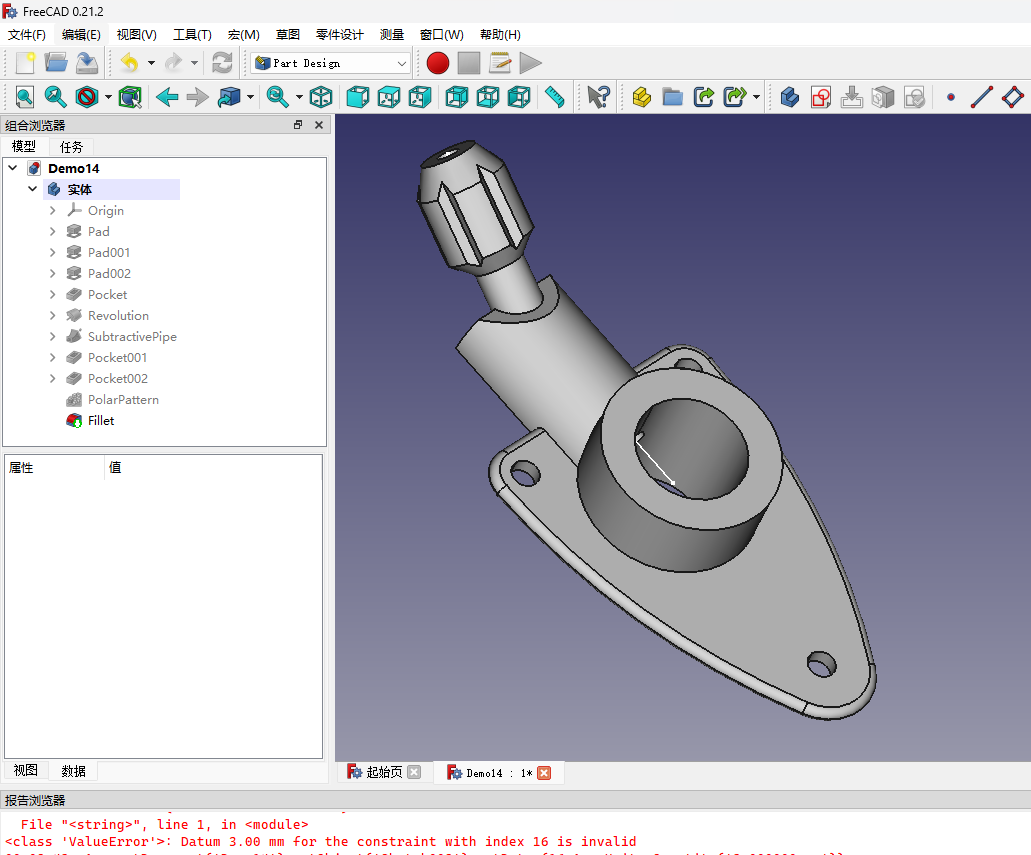 FreeCAD 0.21.2
文件(F) 编辑(E) 视图(V) 工具(T) 宏(M) 草图 零件设计 测量 窗口(W) 帮助(H)
Part Design
组合浏览器
模型 任务
Demo14
实体
Origin
Pad
Pad001
Pad002
Pocket
Revolution
SubtractivePipe
Pocket001
Pocket002
PolarPattern
Fillet
属性 值
视图 数据
起始页 Demo14 : 1*
报告浏览器
File "<string>", line 1, in <module>
<class 'ValueError'>: Datum 3.00 mm for the constraint with index 16 is invalid